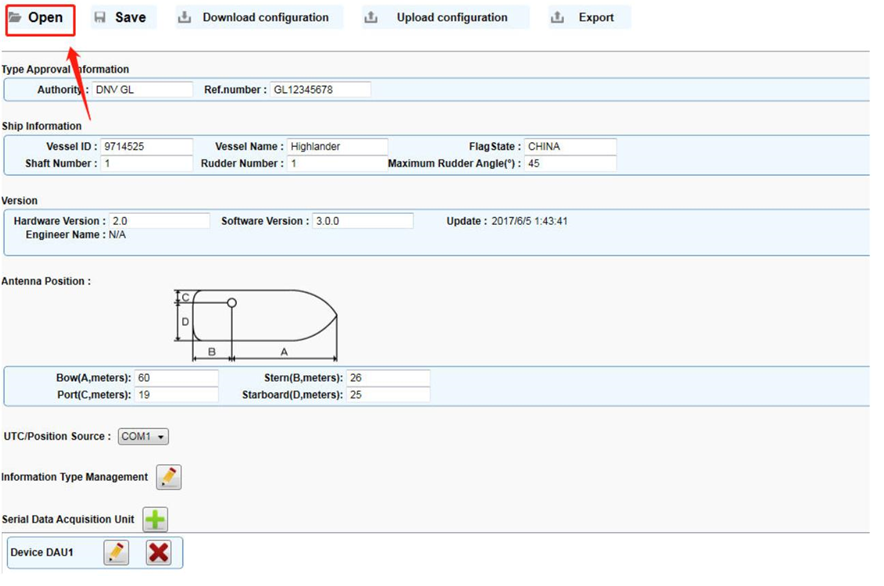 Open Save Download configuration Upload configuration Export
Type Approval Information
Authority : DNV GL Ref.number : GL12345678
Ship Information
Vessel ID : 9714525 Vessel Name : Highlander FlagState : CHINA
Shaft Number : 1 Rudder Number : 1 Maximum Rudder Angle(°) : 45
Version
Hardware Version : 2.0 Software Version : 3.0.0 Update : 2017/6/5 1:43:41
Engineer Name : N/A
Antenna Position :
C
D
B A
Bow(A,meters): 60 Stern(B,meters): 26
Port(C,meters): 19 Starboard(D,meters): 25
UTC/Position Source : COM1
Information Type Management
Serial Data Acquisition Unit
Device DAU1